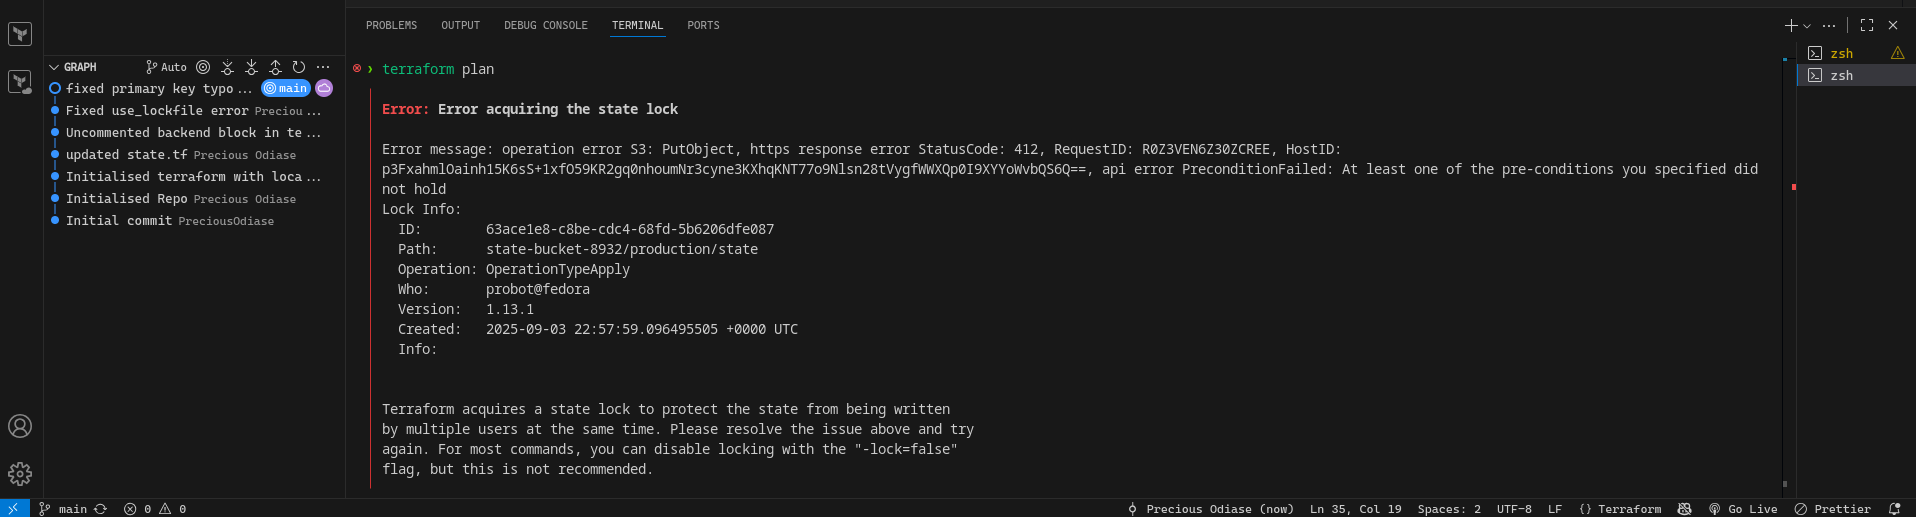 PROBLEMS OUTPUT DEBUG CONSOLE TERMINAL PORTS
GRAPH Auto
fixed primary key typo ... main
Fixed use_lockfile error Preciou ...
Uncommented backend block in te ...
updated state.tf Precious Odiase
Initialised terraform with loca ...
Initialised Repo Precious Odiase
Initial commit PreciousOdiase
terraform plan
Error: Error acquiring the state lock
Error message: operation error S3: PutObject, https response error StatusCode: 412, RequestID: R0Z3VEN6Z30ZCREE, HostID:
p3FxahmlOainh15K6sS+1xfO59KR2gq0nhoumNr3cyne3KXhqKNT77o9Nlsn28tVygfWWXQp0I9XYYoWvbQS6Q==, api error PreconditionFailed: At least one of the pre-conditions you specified did
not hold
Lock Info:
ID: 63ace1e8-c8be-cdc4-68fd-5b6206dfe087
Path: state-bucket-8932/production/state
Operation: OperationTypeApply
Who: probot@fedora
Version: 1.13.1
Created: 2025-09-03 22:57:59.096495505 +0000 UTC
Info:
Terraform acquires a state lock to protect the state from being written
by multiple users at the same time. Please resolve the issue above and try
again. For most commands, you can disable locking with the "-lock=false"
flag, but this is not recommended.
zsh
zsh
main 0 0 Precious Odiase (now) Ln 35, Col 19 Spaces: 2 UTF-8 LF {} Terraform Go Live Prettier